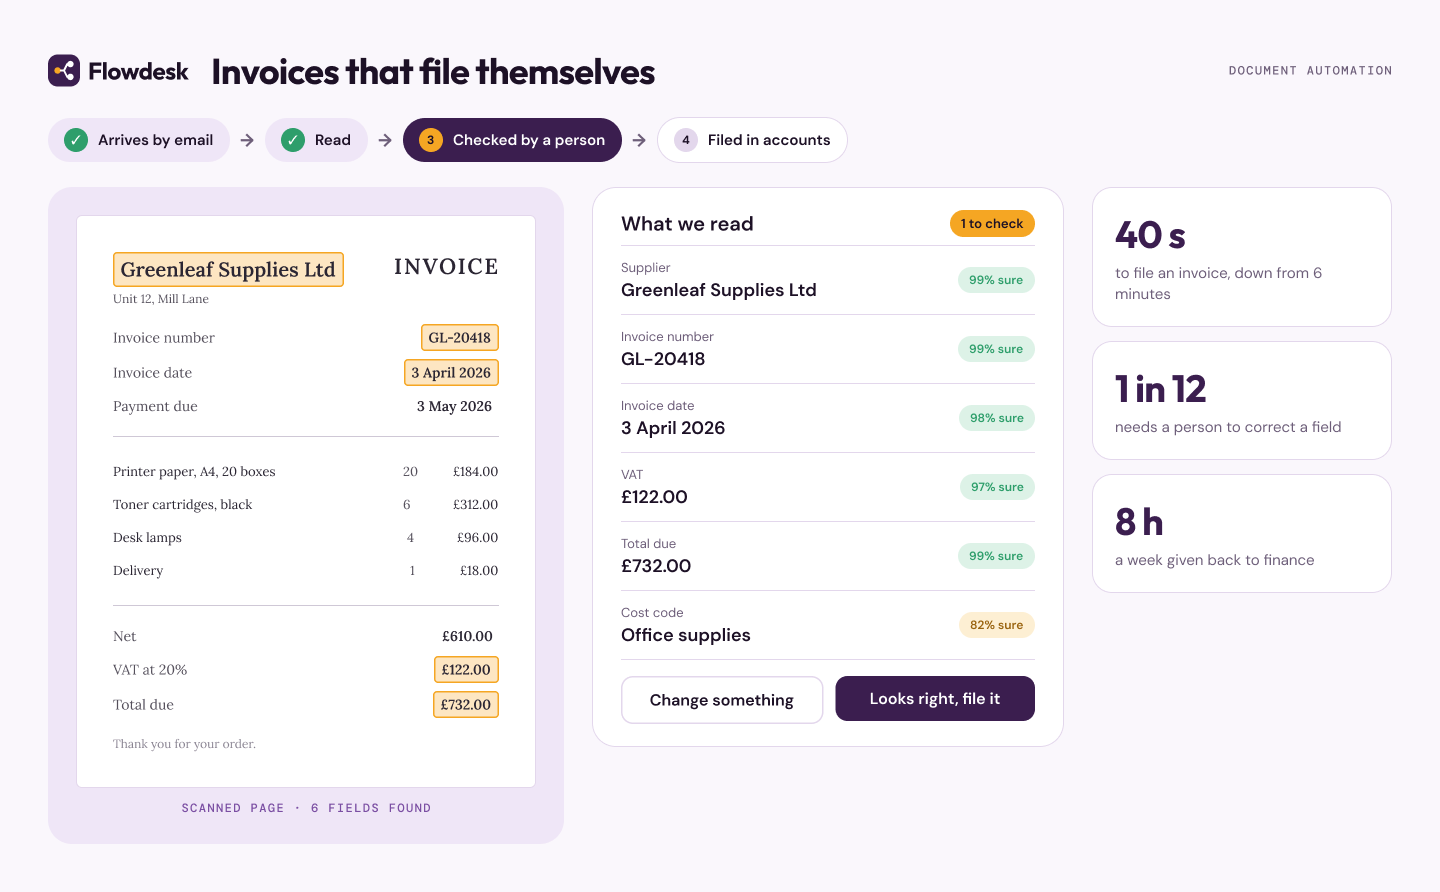 Flowdesk
Invoices that file themselves
DOCUMENT AUTOMATION
✓ Arrives by email → ✓ Read → 3 Checked by a person → 4 Filed in accounts
Greenleaf Supplies Ltd INVOICE
Unit 12, Mill Lane
Invoice number GL-20418
Invoice date 3 April 2026
Payment due 3 May 2026
Printer paper, A4, 20 boxes 20 £184.00
Toner cartridges, black 6 £312.00
Desk lamps 4 £96.00
Delivery 1 £18.00
Net £610.00
VAT at 20% £122.00
Total due £732.00
Thank you for your order.
SCANNED PAGE · 6 FIELDS FOUND
What we read 1 to check
Supplier
Greenleaf Supplies Ltd 99% sure
Invoice number
GL-20418 99% sure
Invoice date
3 April 2026 98% sure
VAT
£122.00 97% sure
Total due
£732.00 99% sure
Cost code
Office supplies 82% sure
Change something Looks right, file it
40 s
to file an invoice, down from 6
minutes
1 in 12
needs a person to correct a field
8 h
a week given back to finance